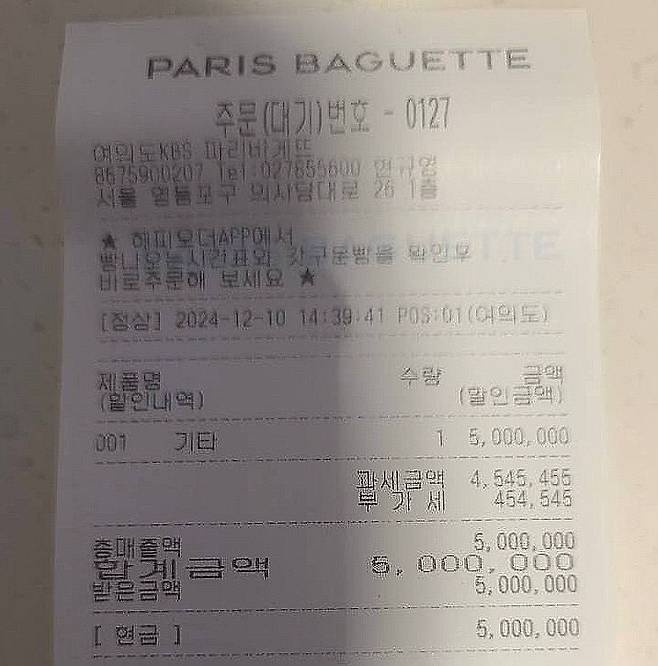 PARIS BAGUETTE
주문(대기)번호 - 0127
여의도KBS 파리바게뜨
8675900207 Tel:027855600 현규영
서울 영등포구 의사당대로 26 1층
★ 해피오더APP에서
빵나오는시간표와 갓구운빵을 확인후
바로주문해 보세요 ★
[정상] 2024-12-10 14:39:41 POS:01(여의도)
제품명 수량 금액
(할인내역) (할인금액)
001 기타 1 5,000,000
과세금액 4,545,455
부 가 세 454,545
총매출액 5,000,000
합계금액 5,000,000
받은금액 5,000,000
[ 현금 ] 5,000,000